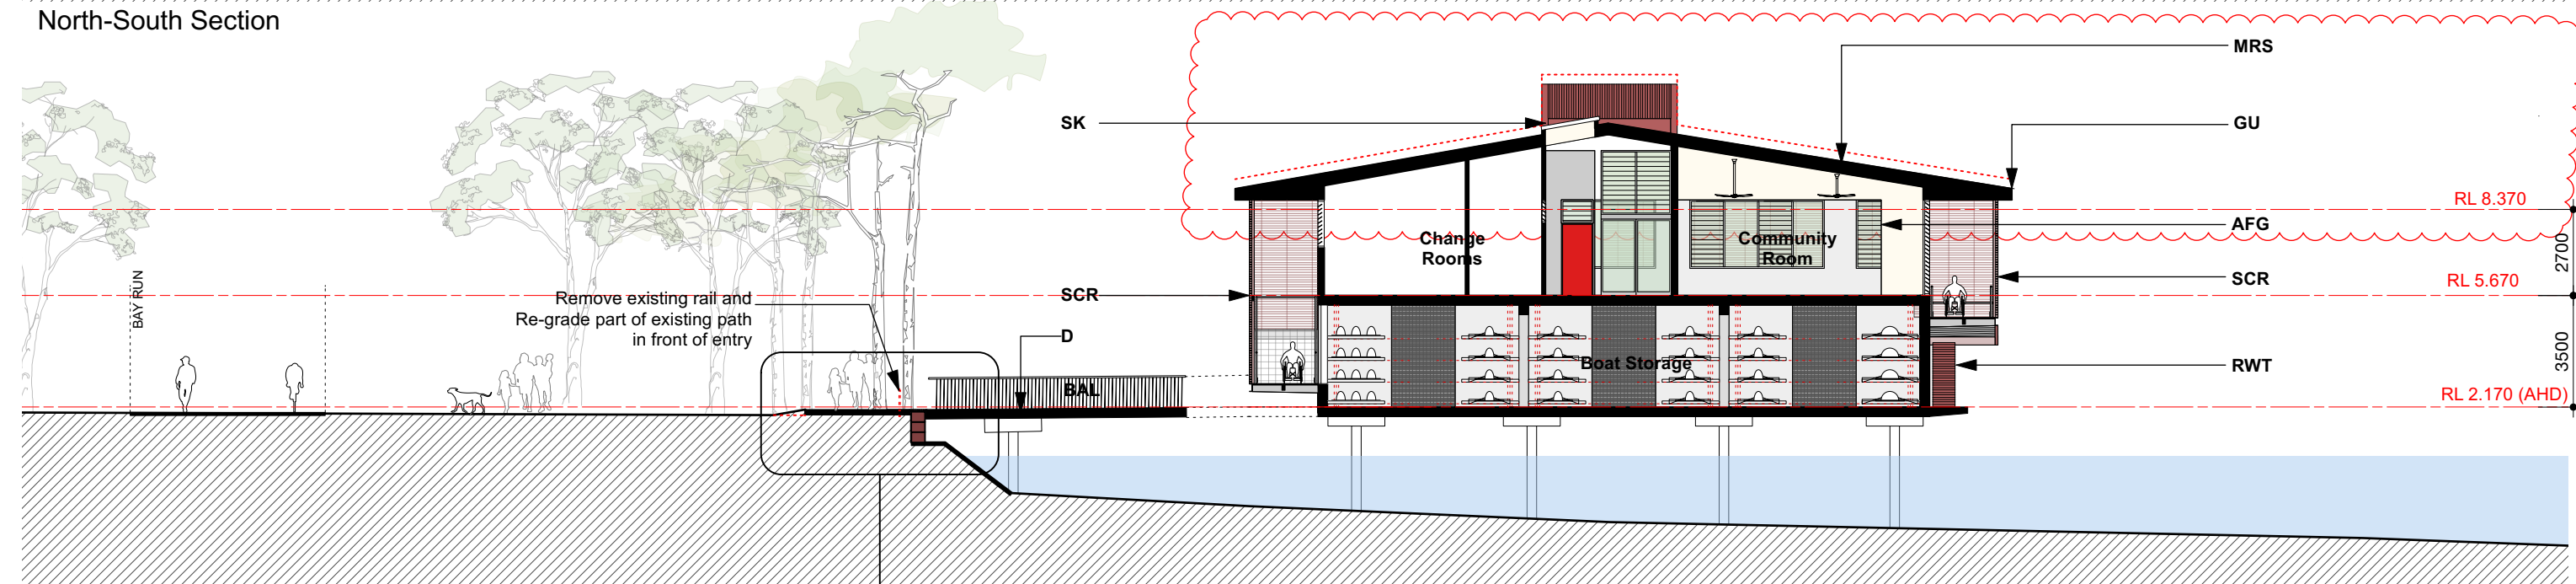 North-South Section
MRS
SK
GU
RL 8.370
AFG
Change
Rooms
Community
Room
2700
BAY RUN
SCR
SCR
RL 5.670
Remove existing rail and
Re-grade part of existing path
in front of entry
D
3500
Boat Storage
RWT
BAL
RL 2.170 (AHD)